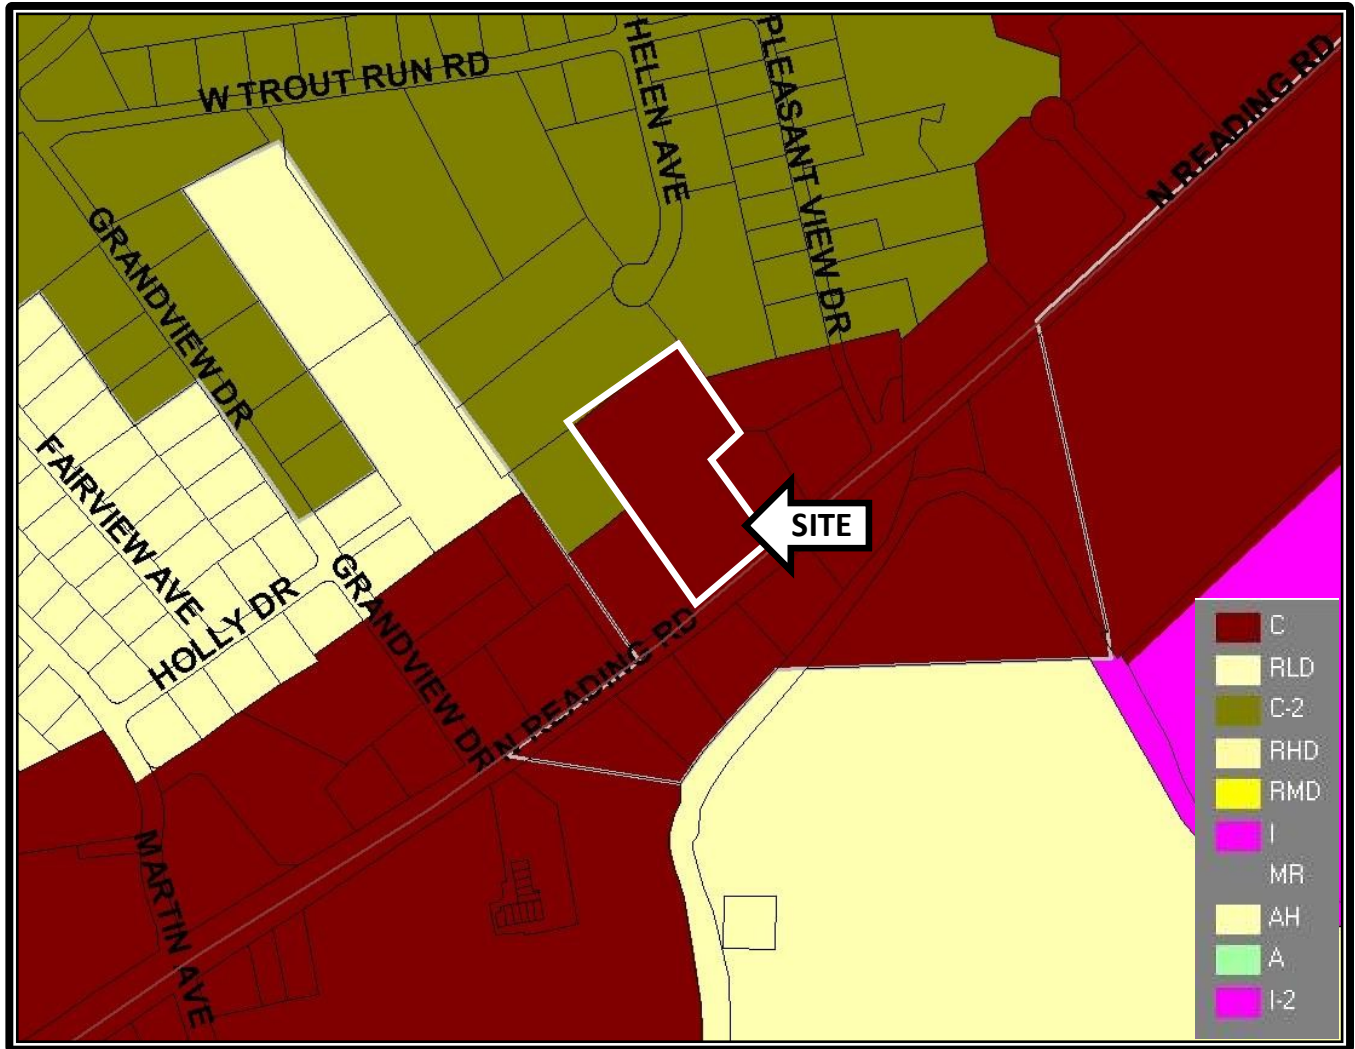 HELEN AVE
PLEASANT VIEW DR
W TROUT RUN RD
N READING RD
GRANDVIEW DR
FAIRVIEW AVE
SITE
HOLLY DR
GRANDVIEW DR
N READING RD
MARTIN AVE
C
RLD
C-2
RHD
RMD
I
MR
AH
A
I-2